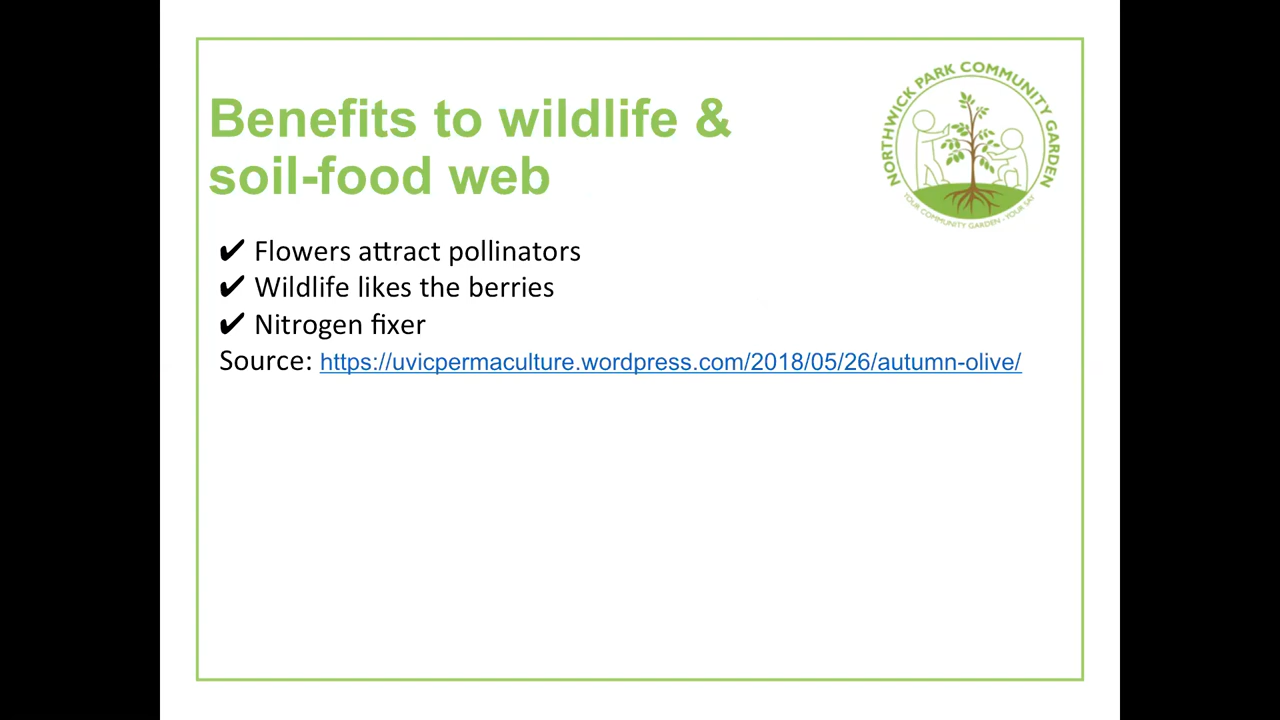 Benefits to wildlife &
soil-food web
NORTHWICK PARK COMMUNITY GARDEN
YOUR COMMUNITY GARDEN - YOUR
✔ Flowers attract pollinators
✔ Wildlife likes the berries
✔ Nitrogen fixer
Source: https://uvicpermaculture.wordpress.com/2018/05/26/autumn-olive/